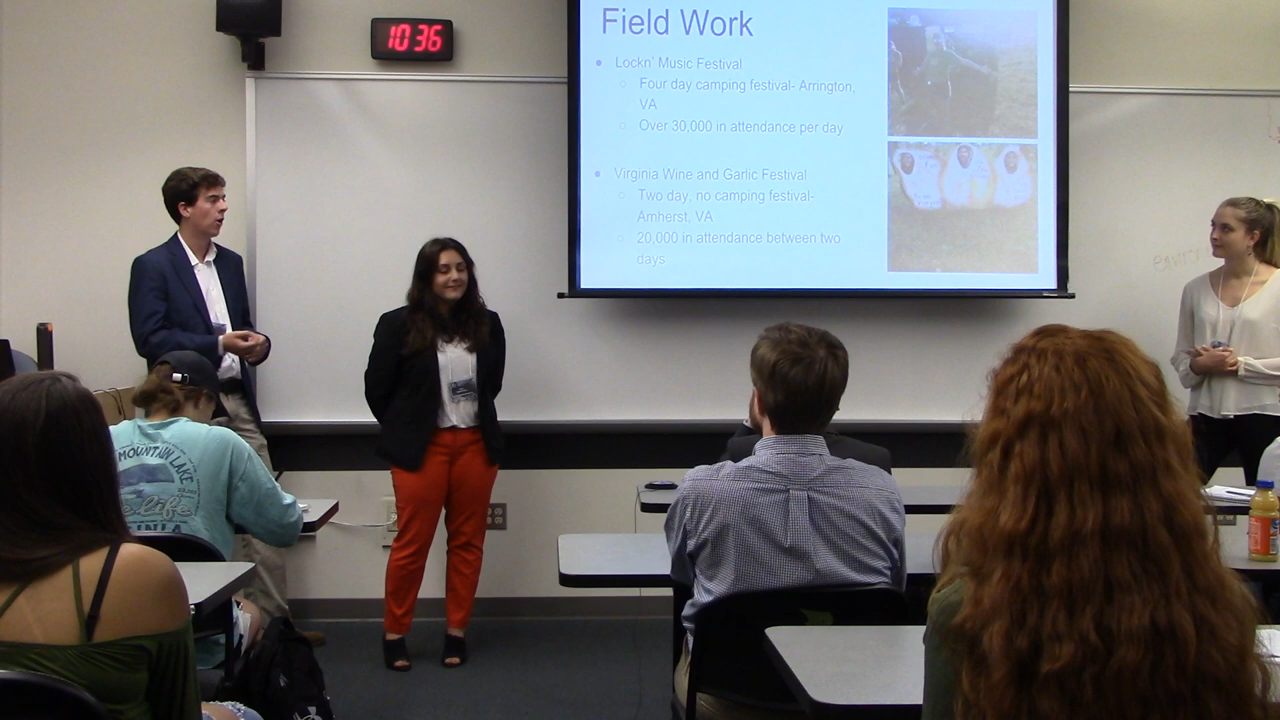 10 36
Field Work
● Lockn' Music Festival
○ Four day camping festival- Arrington,
VA
○ Over 30,000 in attendance per day
● Virginia Wine and Garlic Festival
○ Two day, no camping festival-
Amherst, VA
○ 20,000 in attendance between two
days
MOUNTAIN LAKE
life